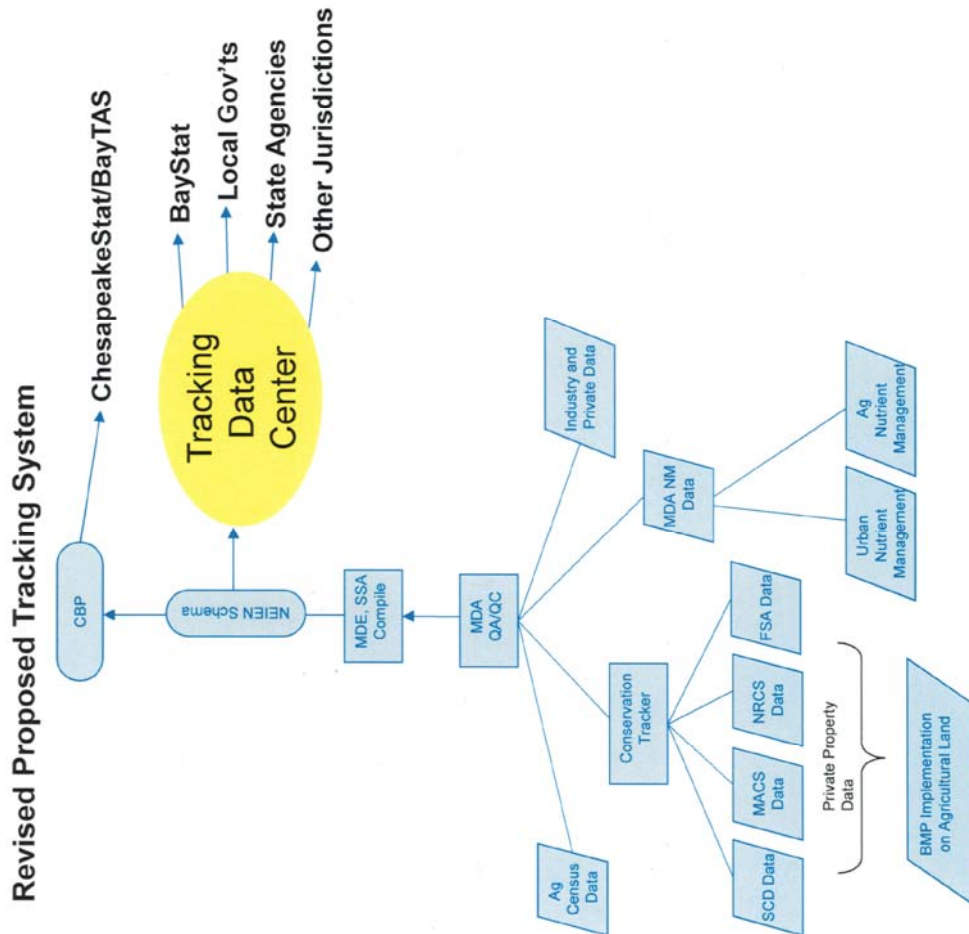 Revised Proposed Tracking System
CBP
ChesapeakeStat/BayTAS
NEIEN Schema
Tracking
Data
Center
BayStat
Local Gov'ts
State Agencies
Other Jurisdictions
MDE, SSA
Compile
MDA
QA/QC
Ag
Census
Data
Conservation
Tracker
MDA NM
Data
Industry and
Private Data
SCD Data
MACS
Data
NRCS
Data
FSA Data
Urban
Nutrient
Management
Ag
Nutrient
Management
Private Property
Data
BMP Implementation
on Agricultural Land